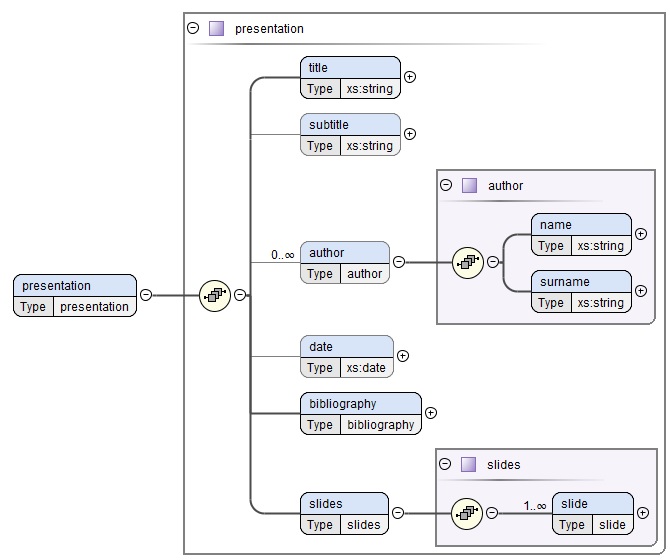 presentation
title
Type xs:string
subtitle
Type xs:string
author
0..∞ author
Type author
name
Type xs:string
surname
Type xs:string
presentation
Type presentation
date
Type xs:date
bibliography
Type bibliography
slides
slides
Type slides
1..∞ slide
Type slide